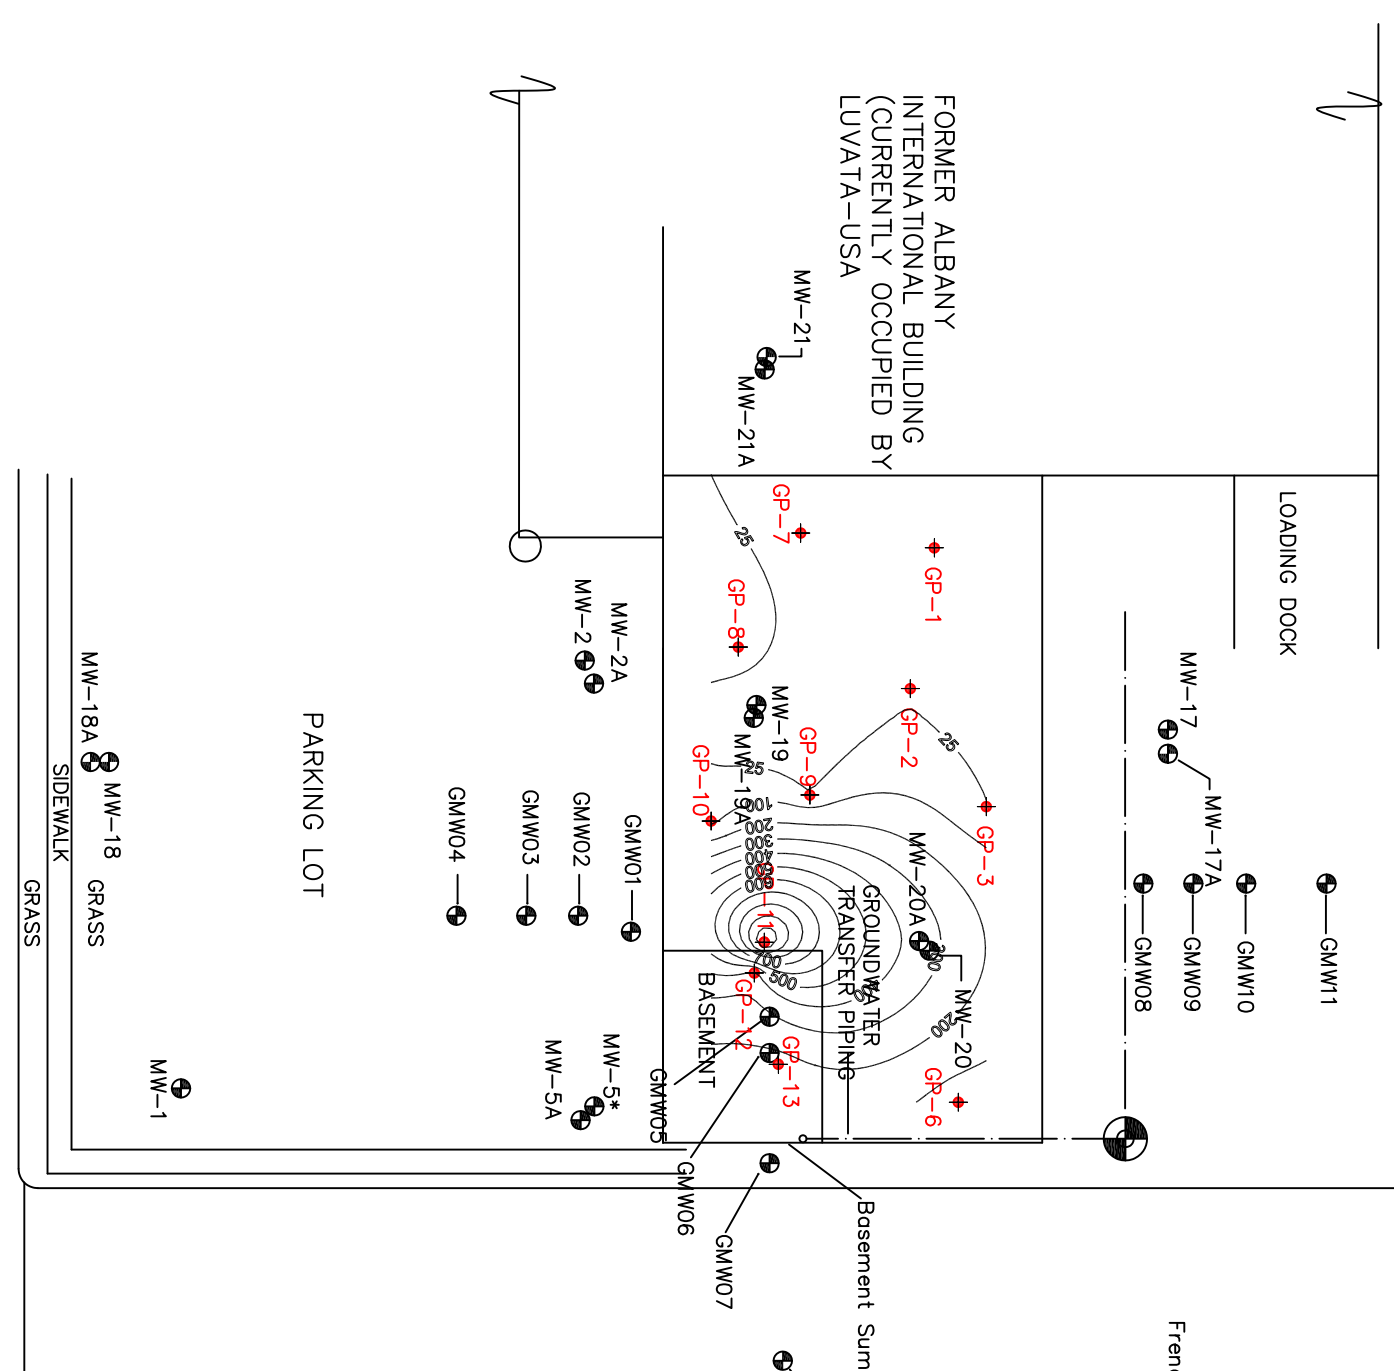 FORMER ALBANY
INTERNATIONAL BUILDING
(CURRENTLY OCCUPIED BY
LUVATA-USA
MW-21
MW-21A
LOADING DOCK
GP-7
GP-1
GP-8
25
MW-2
MW-2A
MW-17
MW-17A
MW-18A
MW-18
MW-19
MW-19A
GP-2
GP-9
GP-10
GP-3
25
25
100
200
300
400
PARKING LOT
SIDEWALK
GRASS
GRASS
GMW04
GMW03
GMW02
GMW01
GMW08
GMW09
GMW10
GMW11
MW-20A
MW-20
GROUNDWATER
TRANSFER PIPING
GP-11
700
500
200
BASEMENT
GP-12
GP-13
GP-6
MW-1
MW-5A
MW-5*
GMW05
GMW06
GMW07
Basement Sum
Fren